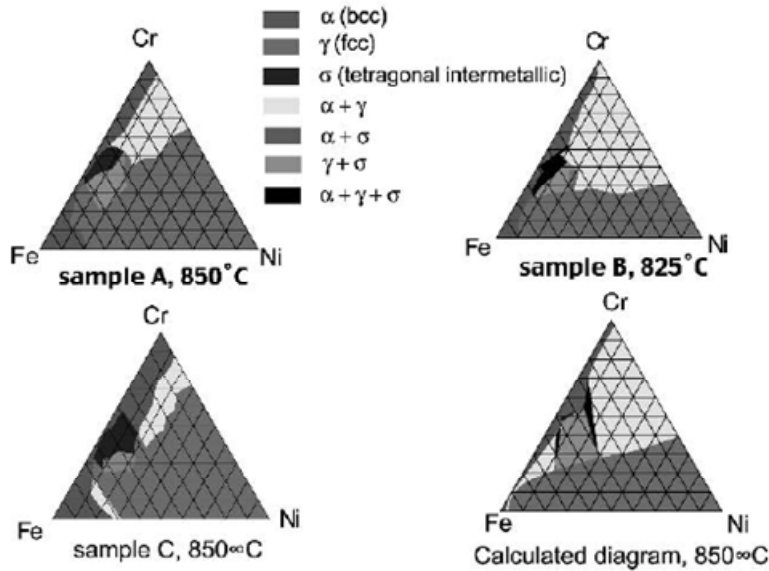 Cr
Fe
Ni
sample A, 850°C
α (bcc)
γ (fcc)
σ (tetragonal intermetallic)
α + γ
α + σ
γ + σ
α + γ + σ
Cr
Fe
Ni
sample B, 825°C
Cr
Fe
Ni
sample C, 850∞C
Cr
Fe
Ni
Calculated diagram, 850∞C